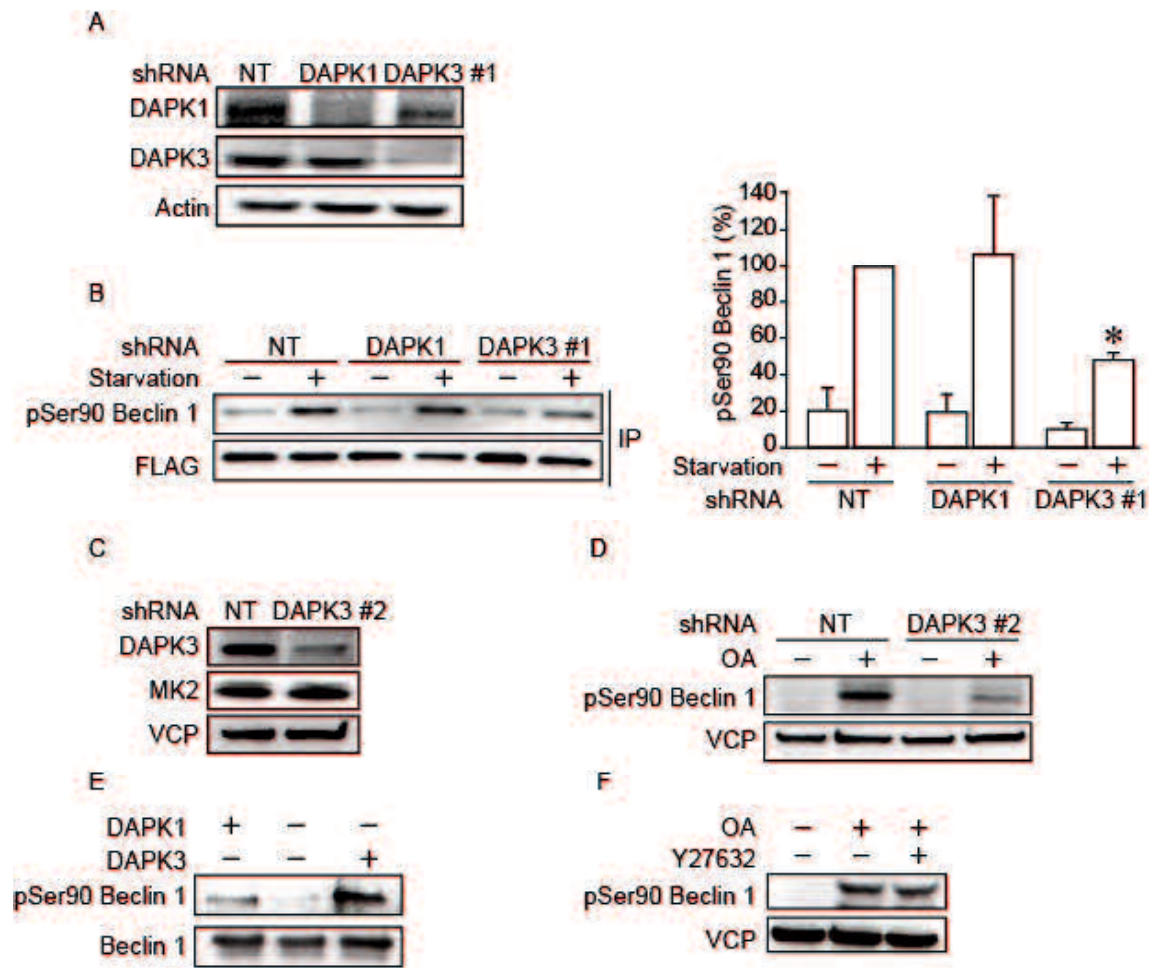 A
shRNA NT DAPK1 DAPK3 #1
DAPK1
DAPK3
Actin
B
shRNA NT DAPK1 DAPK3 #1
Starvation – + – + – +
pSer90 Beclin 1
FLAG
IP
pSer90 Beclin 1 (%)
140
120
100
80
60
40
20
0
*
Starvation – + – + – +
shRNA NT DAPK1 DAPK3 #1
C
shRNA NT DAPK3 #2
DAPK3
MK2
VCP
D
shRNA NT DAPK3 #2
OA – + – +
pSer90 Beclin 1
VCP
E
DAPK1 + – –
DAPK3 – – +
pSer90 Beclin 1
Beclin 1
F
OA – + +
Y27632 – – +
pSer90 Beclin 1
VCP